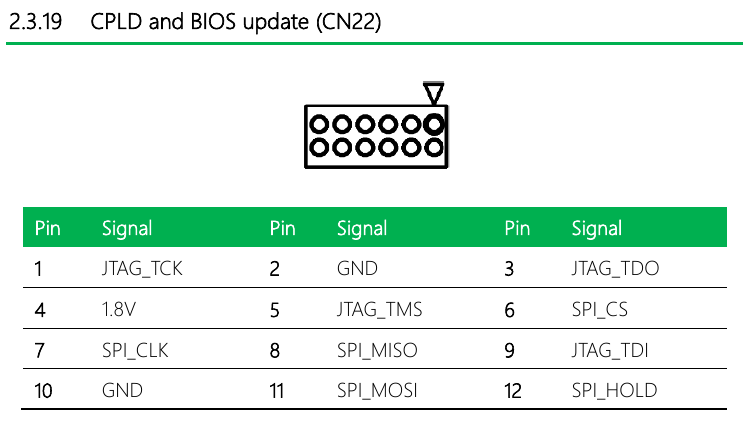 2.3.19 CPLD and BIOS update (CN22)
Pin Signal Pin Signal Pin Signal
1 JTAG_TCK 2 GND 3 JTAG_TDO
4 1.8V 5 JTAG_TMS 6 SPI_CS
7 SPI_CLK 8 SPI_MISO 9 JTAG_TDI
10 GND 11 SPI_MOSI 12 SPI_HOLD